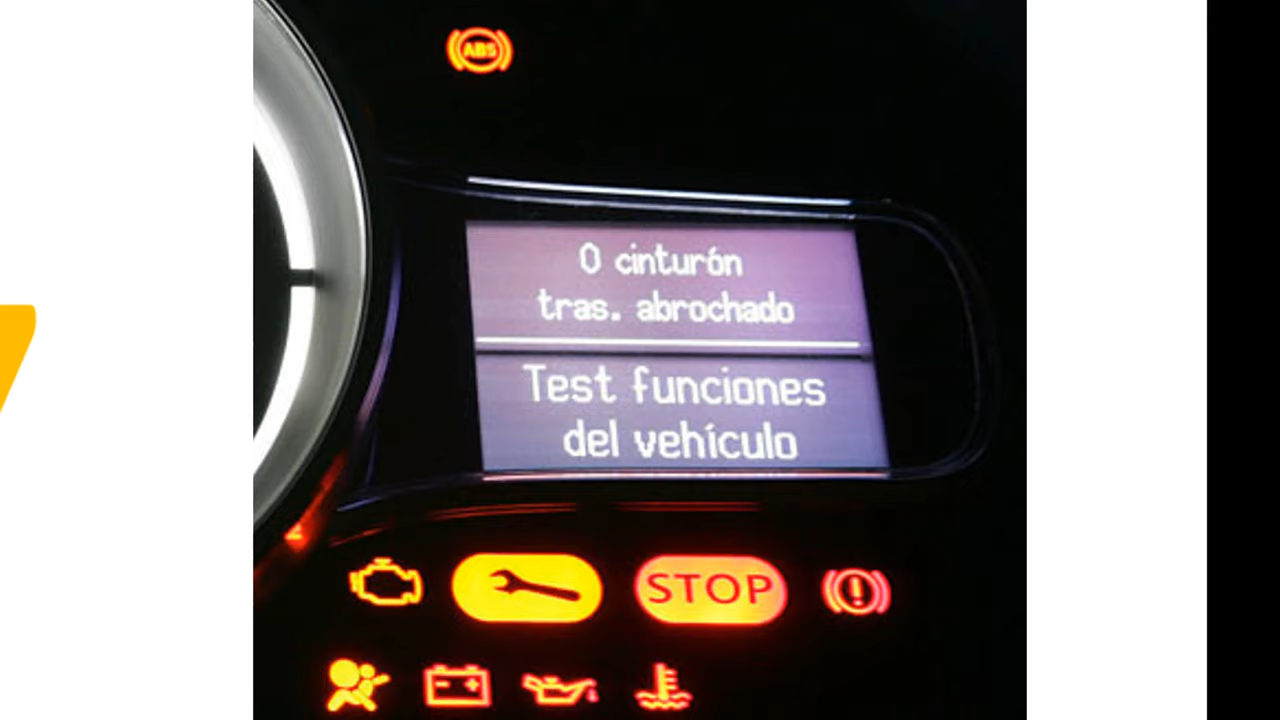 ABS
0 cinturón
tras. abrochado
Test funciones
del vehículo
STOP